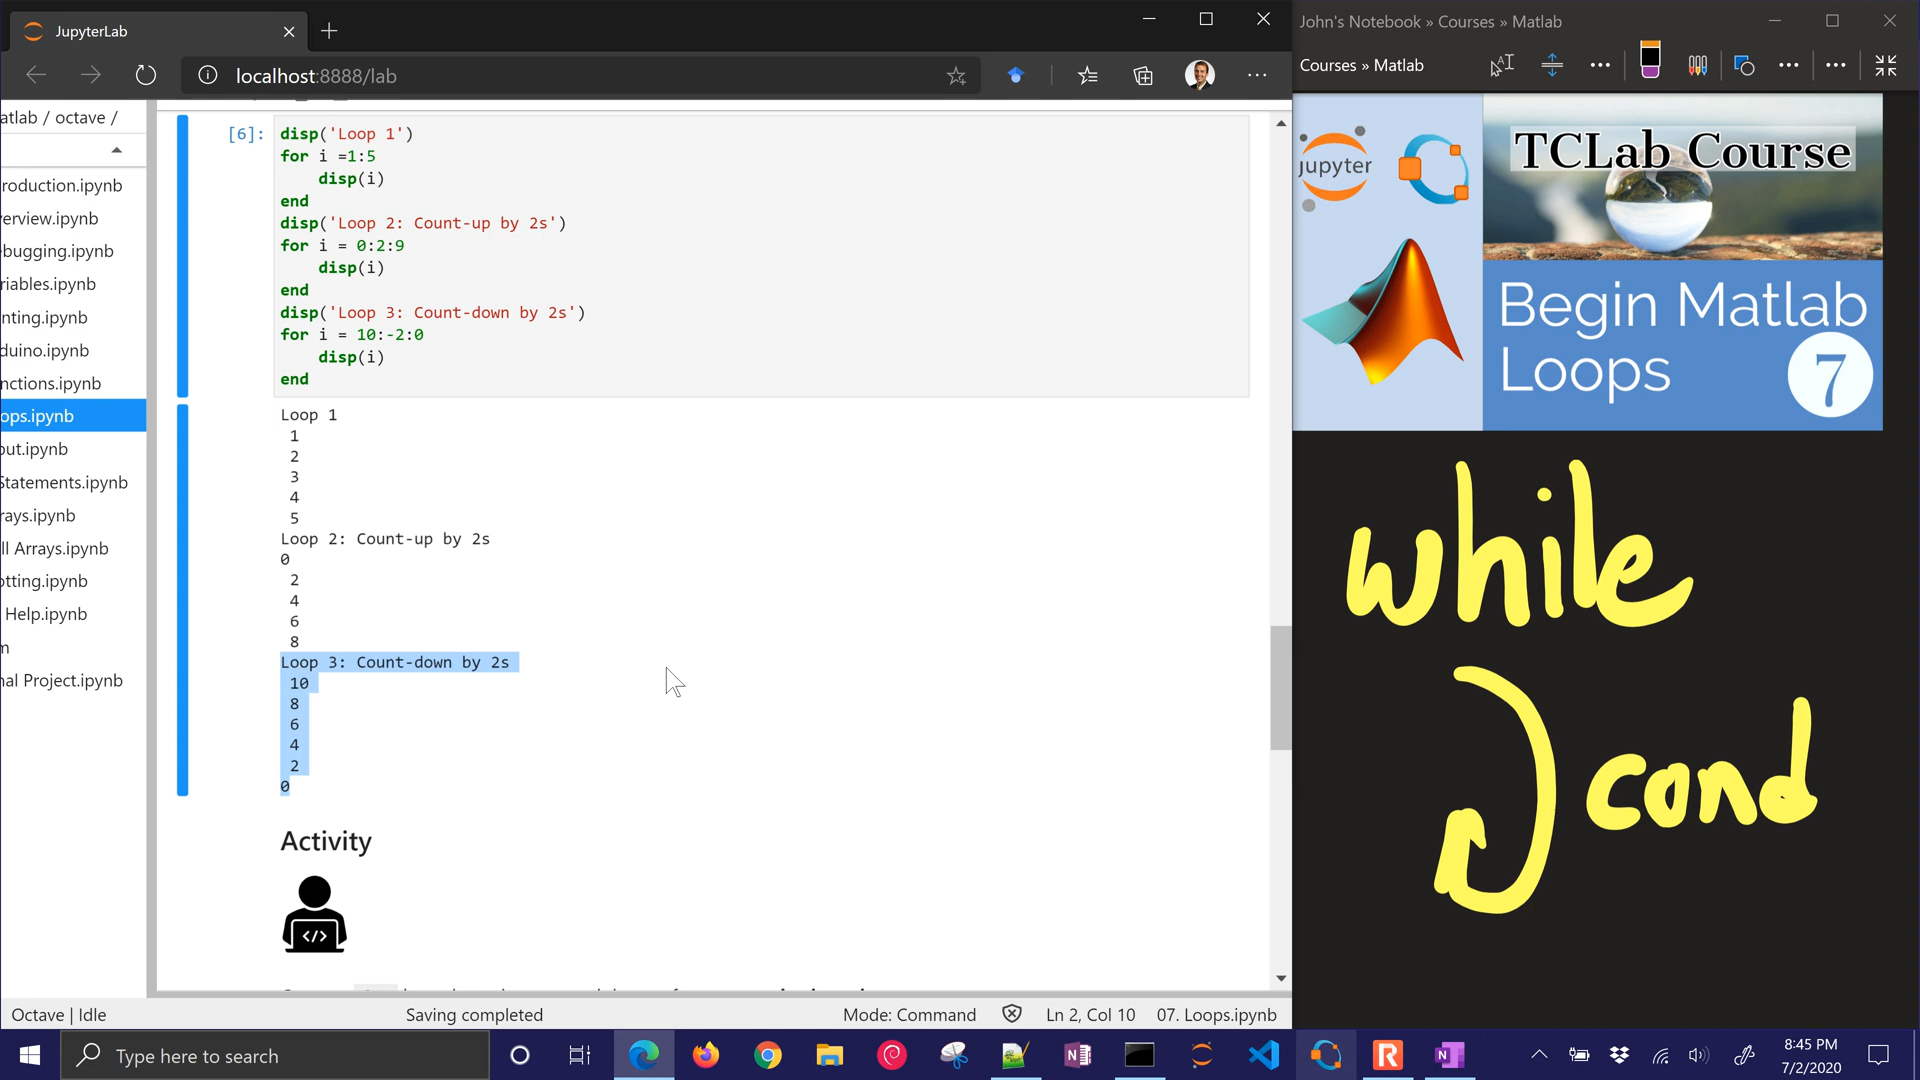 JupyterLab
localhost:8888/lab
atlab / octave /
roduction.ipynb
verview.ipynb
ebugging.ipynb
riables.ipynb
nting.ipynb
duino.ipynb
nctions.ipynb
ops.ipynb
out.ipynb
Statements.ipynb
rays.ipynb
ll Arrays.ipynb
otting.ipynb
Help.ipynb
m
nal Project.ipynb
[6]:
disp('Loop 1')
for i =1:5
disp(i)
end
disp('Loop 2: Count-up by 2s')
for i = 0:2:9
disp(i)
end
disp('Loop 3: Count-down by 2s')
for i = 10:-2:0
disp(i)
end
Loop 1
1
2
3
4
5
Loop 2: Count-up by 2s
0
2
4
6
8
Loop 3: Count-down by 2s
10
8
6
4
2
0
Activity
</>
Octave | Idle
Saving completed
Mode: Command
Ln 2, Col 10
07. Loops.ipynb
John's Notebook » Courses » Matlab
Courses » Matlab
jupyter
TCLab Course
Begin Matlab
Loops
7
while
cond
Type here to search
8:45 PM
7/2/2020